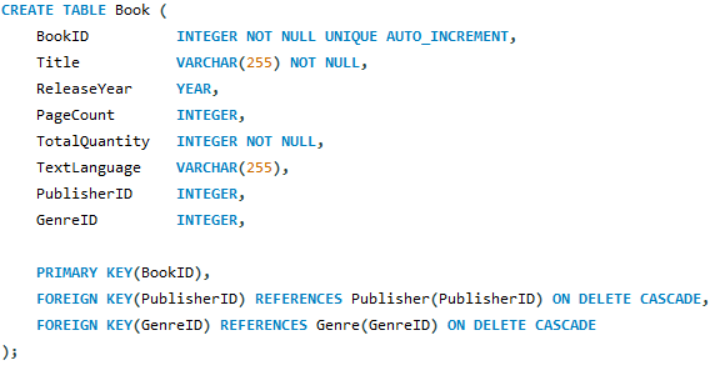 CREATE TABLE Book (
    BookID          INTEGER NOT NULL UNIQUE AUTO_INCREMENT,
    Title           VARCHAR(255) NOT NULL,
    ReleaseYear     YEAR,
    PageCount       INTEGER,
    TotalQuantity   INTEGER NOT NULL,
    TextLanguage    VARCHAR(255),
    PublisherID     INTEGER,
    GenreID         INTEGER,

    PRIMARY KEY(BookID),
    FOREIGN KEY(PublisherID) REFERENCES Publisher(PublisherID) ON DELETE CASCADE,
    FOREIGN KEY(GenreID) REFERENCES Genre(GenreID) ON DELETE CASCADE
);